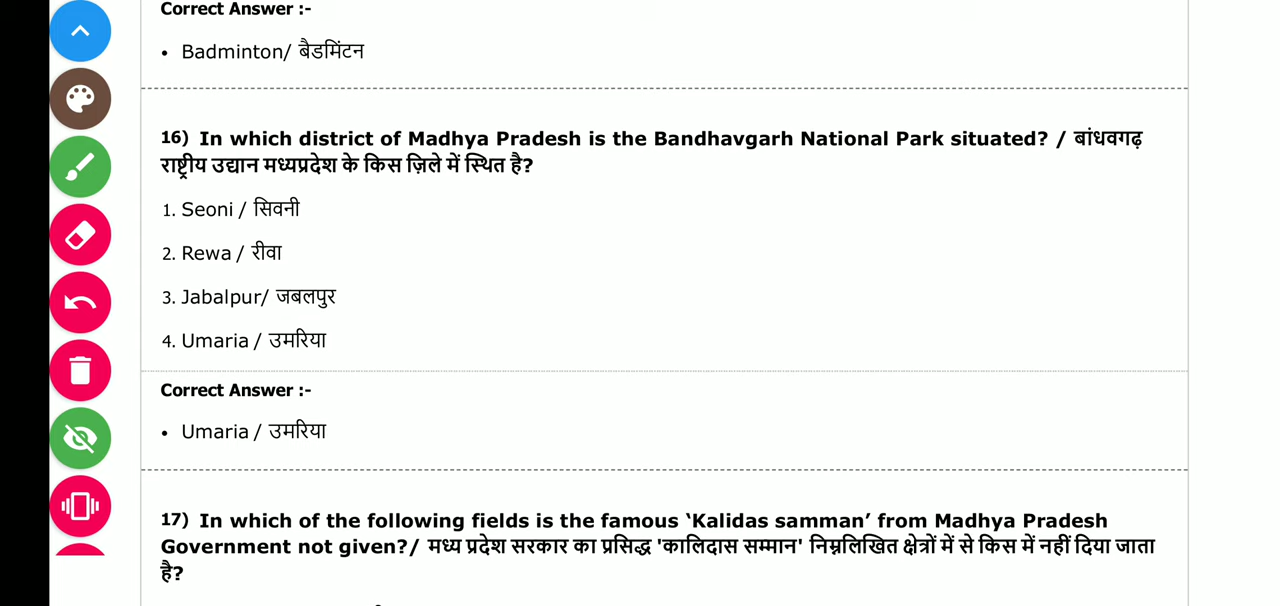 Correct Answer :-
• Badminton/ बैडमिंटन
16) In which district of Madhya Pradesh is the Bandhavgarh National Park situated? / बांधवगढ़
राष्ट्रीय उद्यान मध्यप्रदेश के किस ज़िले में स्थित है?
1. Seoni / सिवनी
2. Rewa / रीवा
3. Jabalpur/ जबलपुर
4. Umaria / उमरिया
Correct Answer :-
• Umaria / उमरिया
17) In which of the following fields is the famous ‘Kalidas samman’ from Madhya Pradesh
Government not given?/ मध्य प्रदेश सरकार का प्रसिद्ध 'कालिदास सम्मान' निम्नलिखित क्षेत्रों में से किस में नहीं दिया जाता
है?